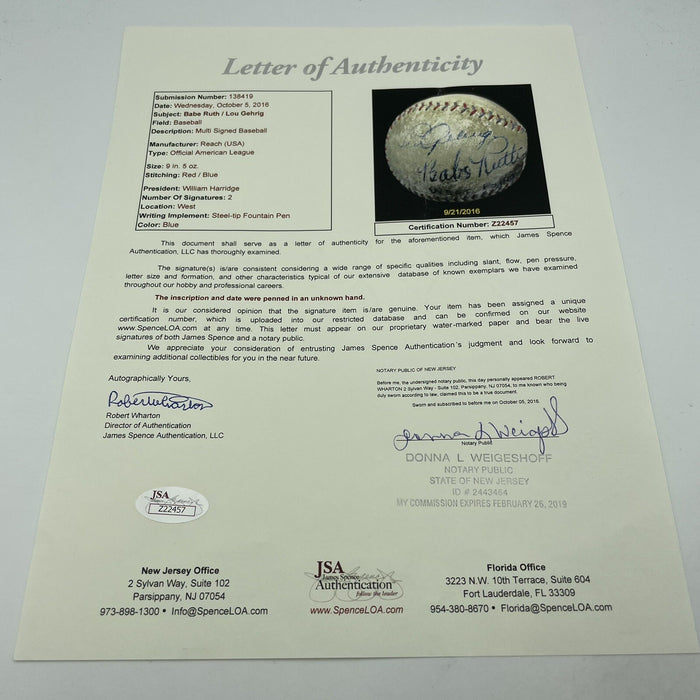 Letter of Authenticity
Submission Number: 138419
Date: Wednesday, October 5, 2016
Subject: Babe Ruth / Lou Gehrig
Field: Baseball
Description: Multi Signed Baseball
Manufacturer: Reach (USA)
Type: Official American League
Size: 9 in. 5 oz.
Stitching: Red / Blue
President: William Harridge
Number Of Signatures: 2
Location: West
Writing Implement: Steel-tip Fountain Pen
Color: Blue
Gehrig
Babe Ruth
9/21/2016
Certification Number: Z22457
This document shall serve as a letter of authenticity for the aforementioned item, which James Spence
Authentication, LLC has thoroughly examined.
The signature(s) is/are consistent considering a wide range of specific qualities including slant, flow, pen pressure,
letter size and formation, and other characteristics typical of our extensive database of known exemplars we have examined
throughout our hobby and professional careers.
The inscription and date were penned in an unknown hand.
It is our considered opinion that the signature item is/are genuine. Your item has been assigned a unique
certification number, which is uploaded into our restricted database and can be confirmed on our website
www.SpenceLOA.com at any time. This letter must appear on our proprietary water-marked paper and bear the live
signatures of both James Spence and a notary public.
We appreciate your consideration of entrusting James Spence Authentication's judgment and look forward to
examining additional collectibles for you in the near future.
Autographically Yours,
Robert Wharton
Robert Wharton
Director of Authentication
James Spence Authentication, LLC
NOTARY PUBLIC OF NEW JERSEY
Before me, the undersigned notary public, this day personally appeared ROBERT
WHARTON 2 Sylvan Way, Suite 102, Parsippany, NJ 07054, to me known who being
duly sworn according to law, claimed this to be a true document.
Sworn and subscribed to before me on October 05, 2016.
Donna L Weigeshoff
Notary Public
DONNA L WEIGESHOFF
NOTARY PUBLIC
STATE OF NEW JERSEY
ID # 2443464
MY COMMISSION EXPIRES FEBRUARY 26, 2019
JSA
Z22457
New Jersey Office
2 Sylvan Way, Suite 102
Parsippany, NJ 07054
973-898-1300 • Info@SpenceLOA.com
JSA
James Spence
Authentication
follow the leader
www.SpenceLOA.com
Florida Office
3223 N.W. 10th Terrace, Suite 604
Fort Lauderdale, FL 33309
954-380-8670 • Florida@SpenceLOA.com